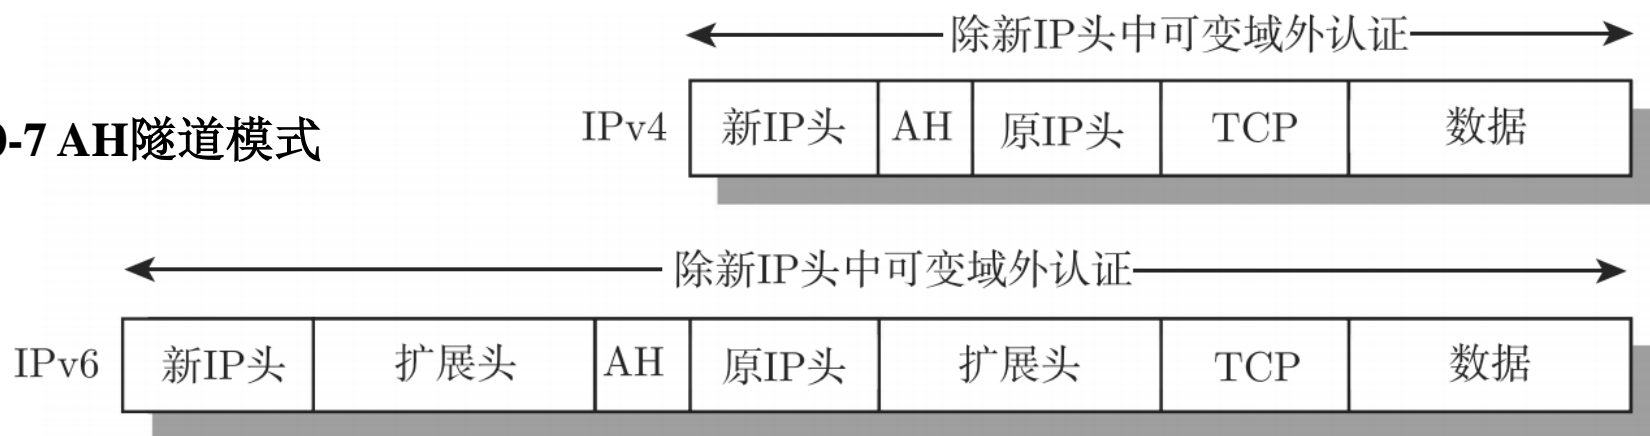 除新IP头中可变域外认证
-7 AH隧道模式
IPv4 新IP头 AH 原IP头 TCP 数据
除新IP头中可变域外认证
IPv6 新IP头 扩展头 AH 原IP头 扩展头 TCP 数据